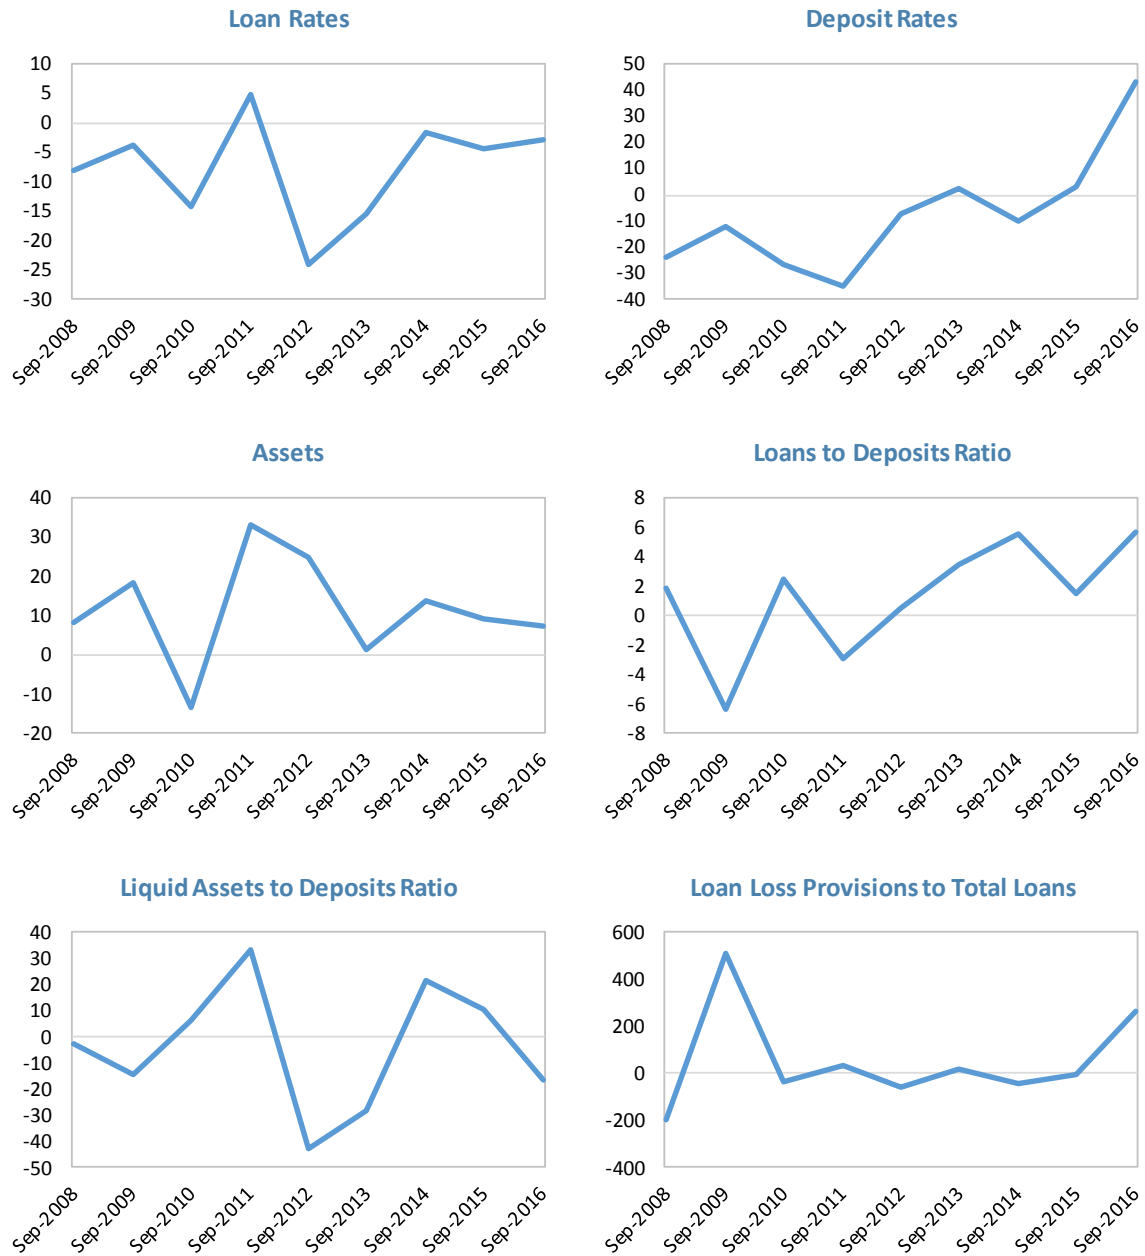 Loan Rates
10
5
0
-5
-10
-15
-20
-25
-30
Sep-2008
Sep-2009
Sep-2010
Sep-2011
Sep-2012
Sep-2013
Sep-2014
Sep-2015
Sep-2016
Deposit Rates
50
40
30
20
10
0
-10
-20
-30
-40
Sep-2008
Sep-2009
Sep-2010
Sep-2011
Sep-2012
Sep-2013
Sep-2014
Sep-2015
Sep-2016
Assets
40
30
20
10
0
-10
-20
Sep-2008
Sep-2009
Sep-2010
Sep-2011
Sep-2012
Sep-2013
Sep-2014
Sep-2015
Sep-2016
Loans to Deposits Ratio
8
6
4
2
0
-2
-4
-6
-8
Sep-2008
Sep-2009
Sep-2010
Sep-2011
Sep-2012
Sep-2013
Sep-2014
Sep-2015
Sep-2016
Liquid Assets to Deposits Ratio
40
30
20
10
0
-10
-20
-30
-40
-50
Sep-2008
Sep-2009
Sep-2010
Sep-2011
Sep-2012
Sep-2013
Sep-2014
Sep-2015
Sep-2016
Loan Loss Provisions to Total Loans
600
400
200
0
-200
-400
Sep-2008
Sep-2009
Sep-2010
Sep-2011
Sep-2012
Sep-2013
Sep-2014
Sep-2015
Sep-2016